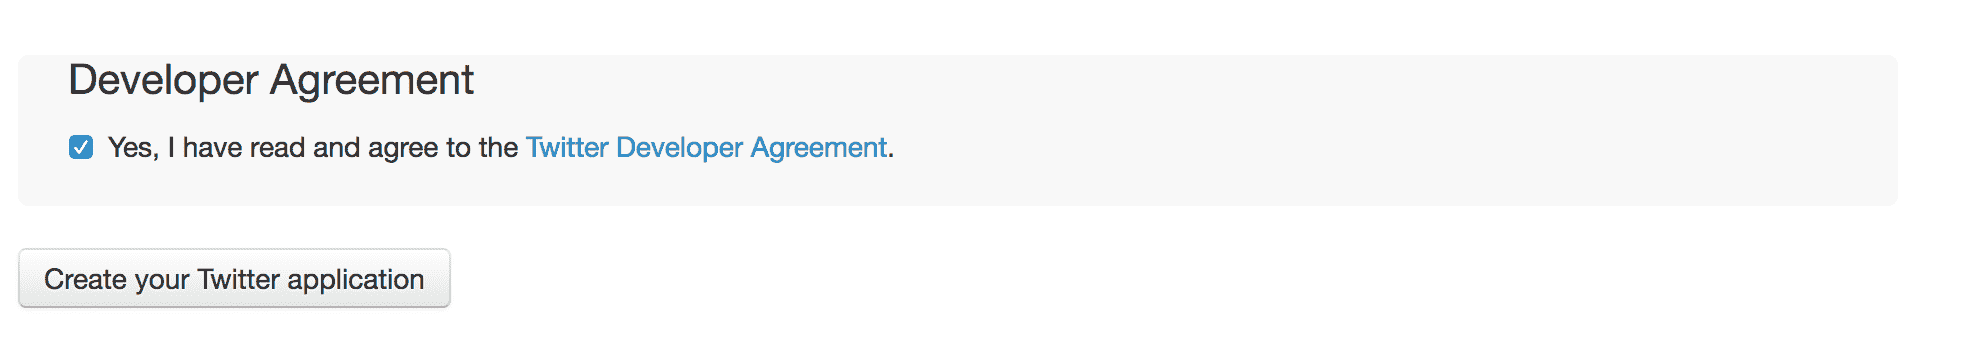 Developer Agreement
Yes, I have read and agree to the Twitter Developer Agreement.
Create your Twitter application